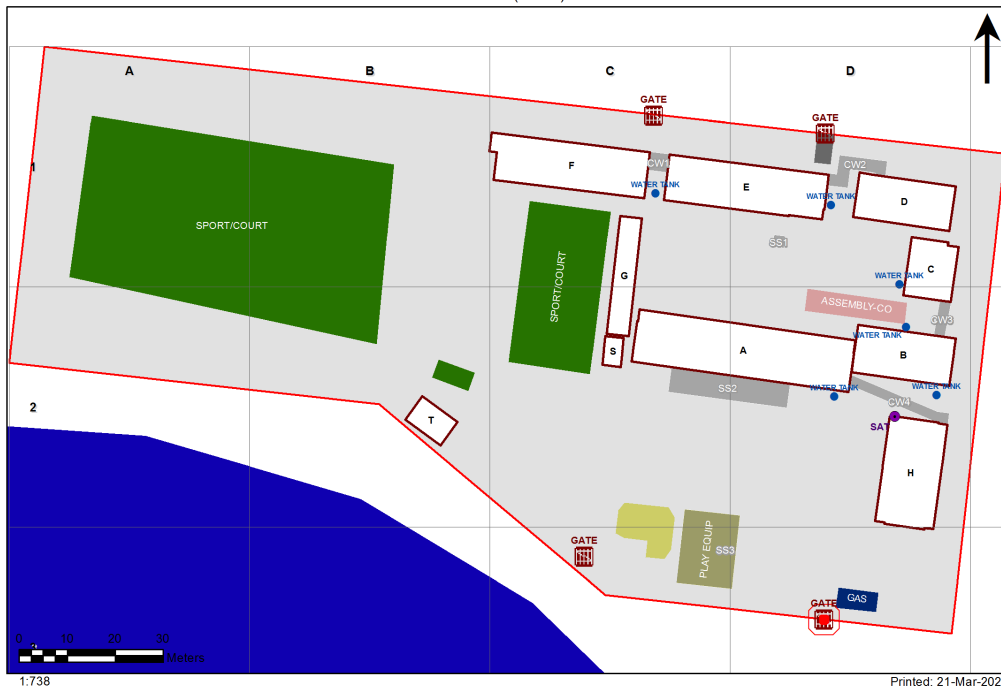 A B C D
GATE
GATE
1
F
CW1
E
CW2
WATER TANK
WATER TANK
D
SPORT/COURT
SS1
G
SPORT/COURT
C
WATER TANK
ASSEMBLY-CO
CW3
WATER TANK
S
A
B
SS2
WATER TANK
WATER TANK
CW4
2
T
SAT
H
GATE
PLAY EQUIP
SS3
GAS
GATE
0 10 20 30
Meters
1:738
Printed: 21-Mar-202